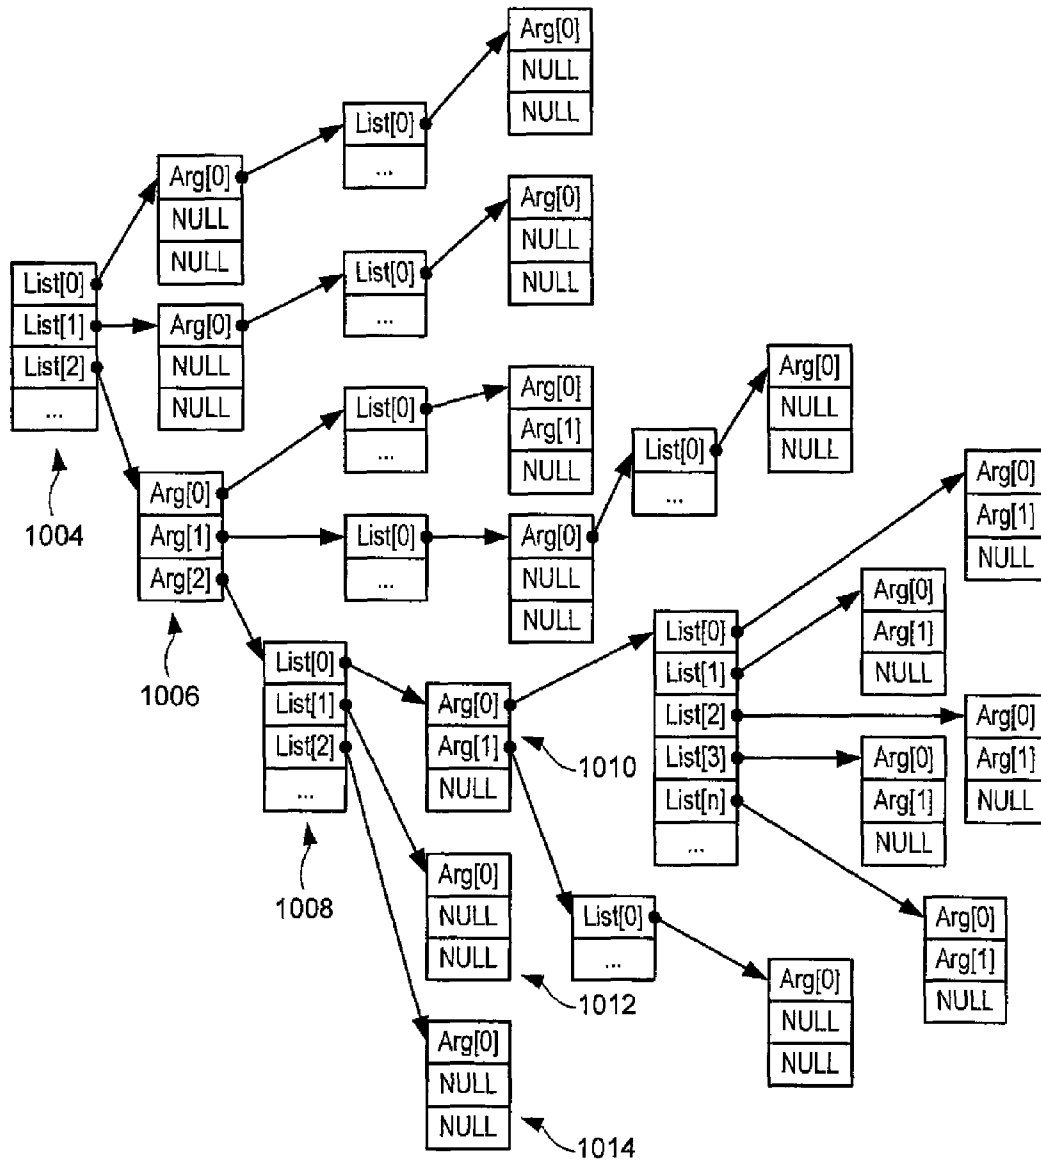 Arg[0]
NULL
NULL
List[0]
...
Arg[0]
NULL
NULL
Arg[0]
NULL
NULL
List[0]
...
List[0]
List[1]
List[2]
...
1004
Arg[0]
NULL
NULL
Arg[0]
Arg[1]
NULL
List[0]
...
Arg[0]
NULL
NULL
List[0]
...
Arg[0]
Arg[1]
Arg[2]
1006
List[0]
...
Arg[0]
NULL
NULL
Arg[0]
Arg[1]
NULL
List[0]
List[1]
List[2]
List[3]
List[n]
...
Arg[0]
Arg[1]
NULL
List[0]
List[1]
List[2]
...
1008
Arg[0]
Arg[1]
NULL
1010
Arg[0]
Arg[1]
NULL
Arg[0]
Arg[1]
NULL
Arg[0]
NULL
NULL
1012
List[0]
...
Arg[0]
Arg[1]
NULL
Arg[0]
NULL
NULL
Arg[0]
NULL
NULL
1014